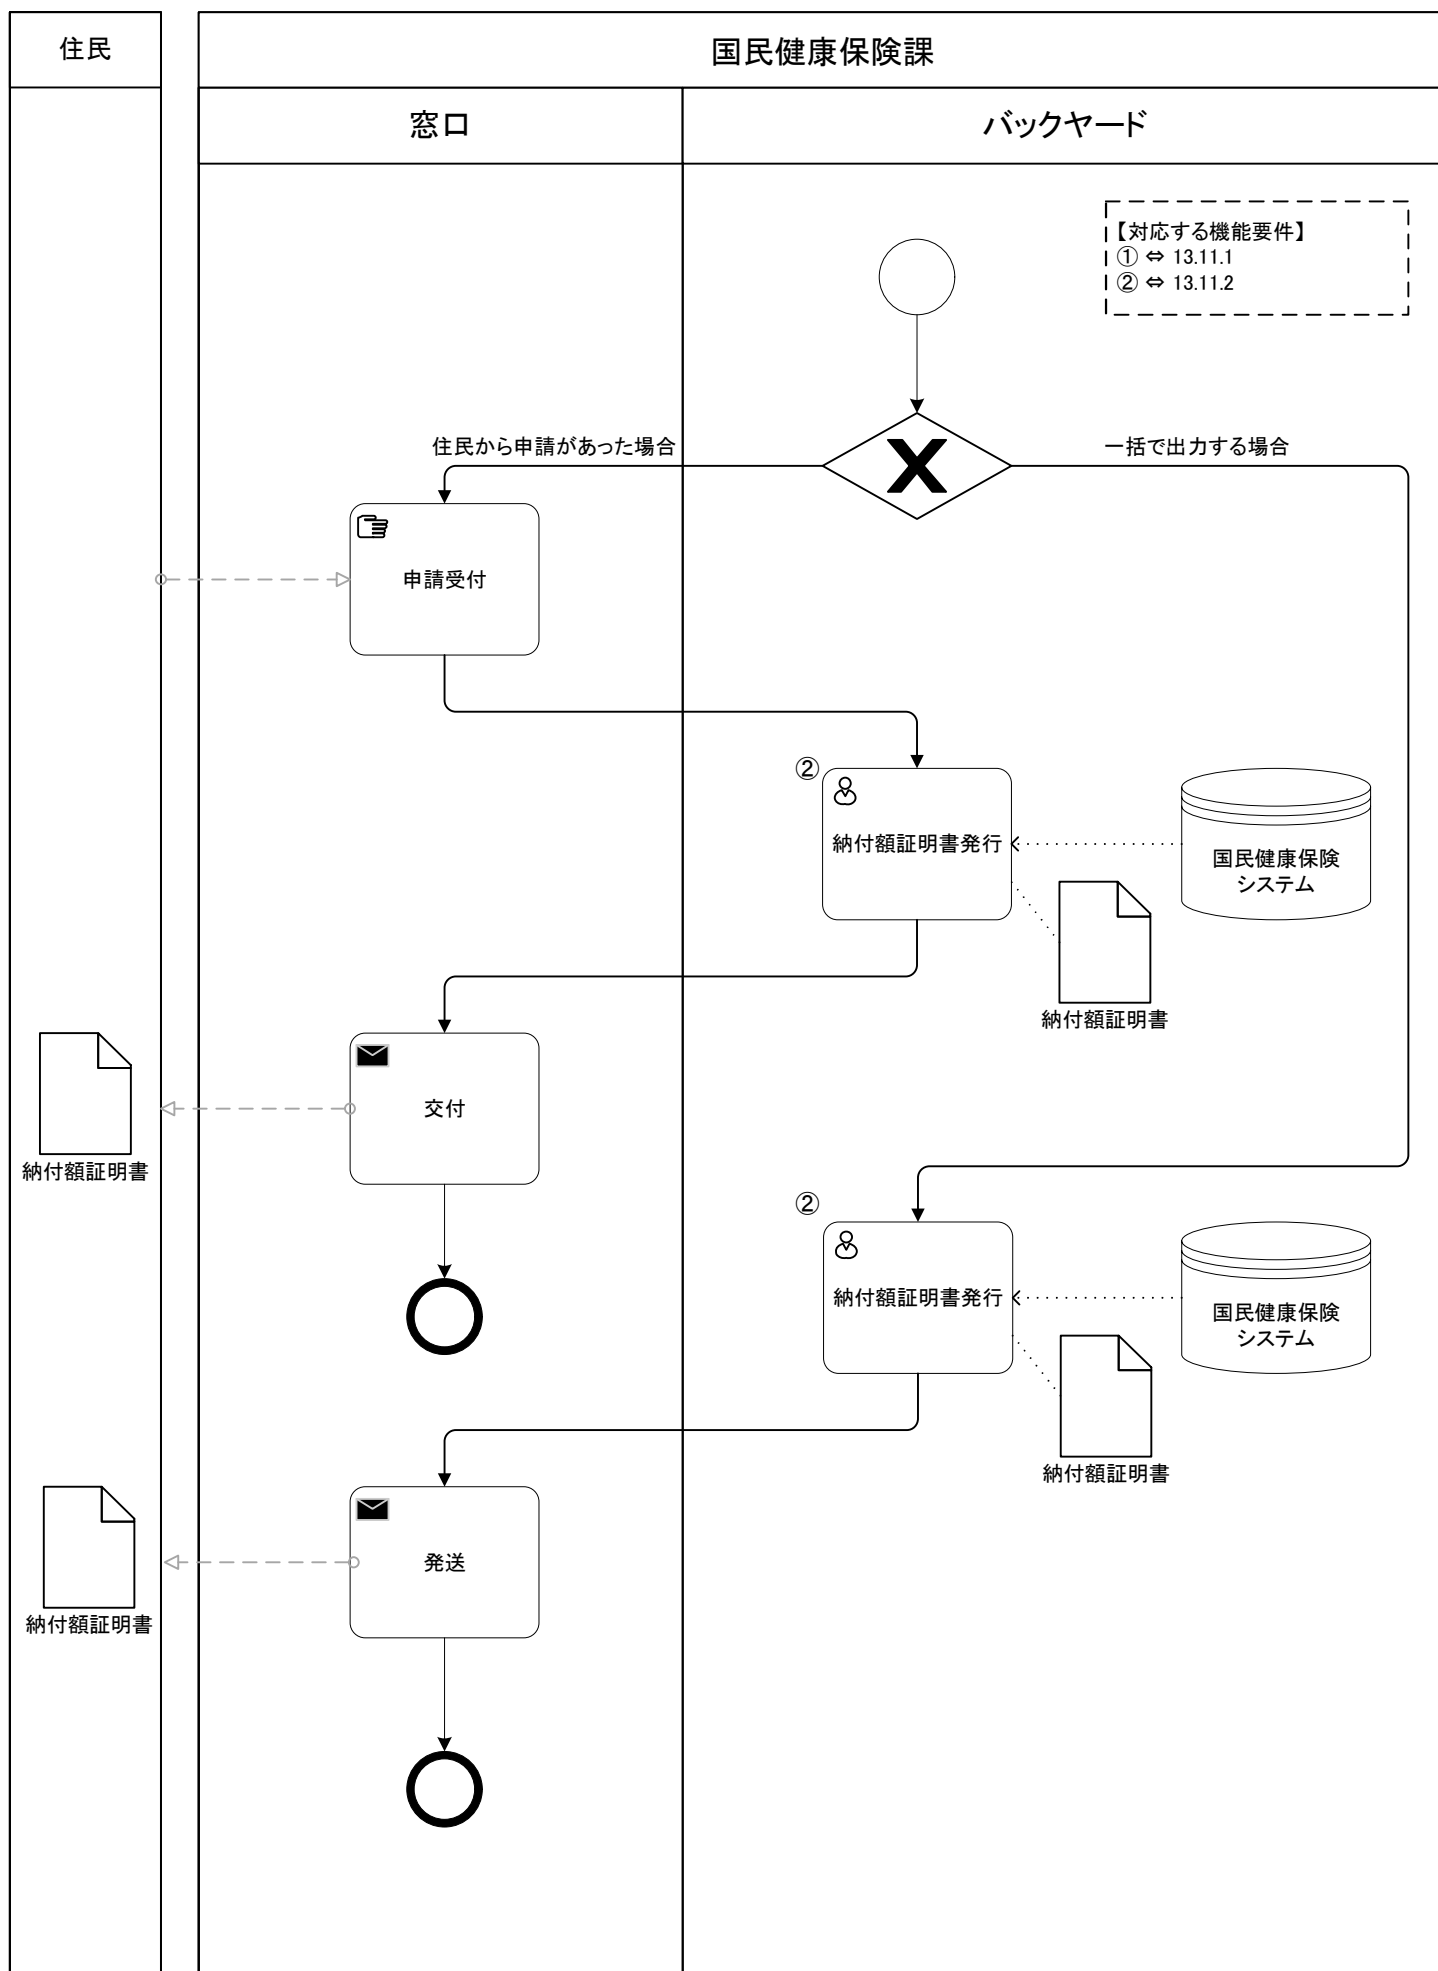 住民
国民健康保険課
窓口
バックヤード
【対応する機能要件】
① ⇔ 13.11.1
② ⇔ 13.11.2
住民から申請があった場合
一括で出力する場合
申請受付
②
納付額証明書発行
国民健康保険
システム
納付額証明書
交付
納付額証明書
②
納付額証明書発行
国民健康保険
システム
納付額証明書
発送
納付額証明書